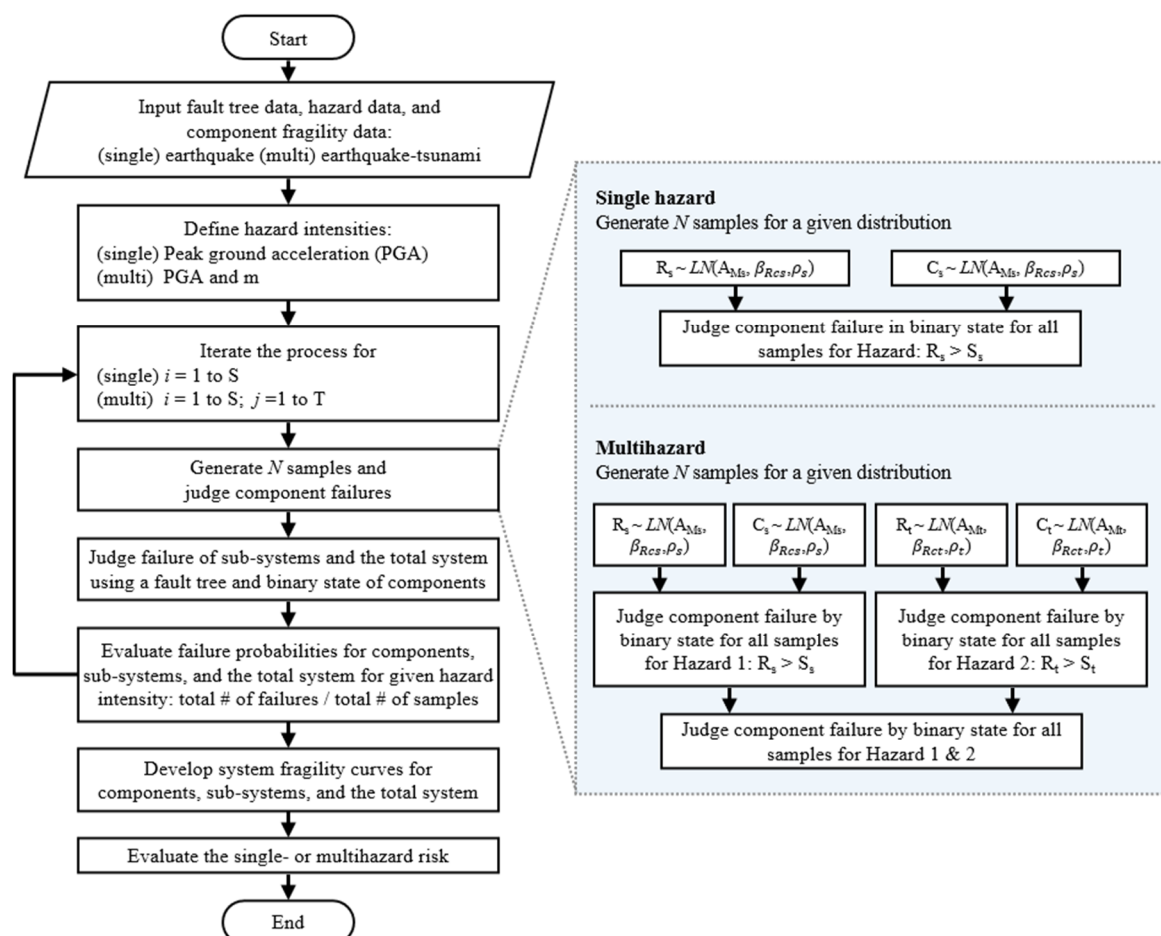 Start
Input fault tree data, hazard data, and
component fragility data:
(single) earthquake (multi) earthquake-tsunami
Define hazard intensities:
(single) Peak ground acceleration (PGA)
(multi) PGA and m
Iterate the process for
(single) i = 1 to S
(multi) i = 1 to S; j =1 to T
Generate N samples and
judge component failures
Judge failure of sub-systems and the total system
using a fault tree and binary state of components
Evaluate failure probabilities for components,
sub-systems, and the total system for given hazard
intensity: total # of failures / total # of samples
Develop system fragility curves for
components, sub-systems, and the total system
Evaluate the single- or multihazard risk
End
Single hazard
Generate N samples for a given distribution
Rs ~ LN(AMs, βRcs,ρs)
Cs ~ LN(AMs, βRcs,ρs)
Judge component failure in binary state for all
samples for Hazard: Rs > Ss
Multihazard
Generate N samples for a given distribution
Rs ~ LN(AMs,
βRcs,ρs)
Cs ~ LN(AMs,
βRcs,ρs)
Rt ~ LN(AMt,
βRct,ρt)
Ct ~ LN(AMt,
βRct,ρt)
Judge component failure by
binary state for all samples
for Hazard 1: Rs > Ss
Judge component failure by
binary state for all samples
for Hazard 2: Rt > St
Judge component failure by binary state for all
samples for Hazard 1 & 2